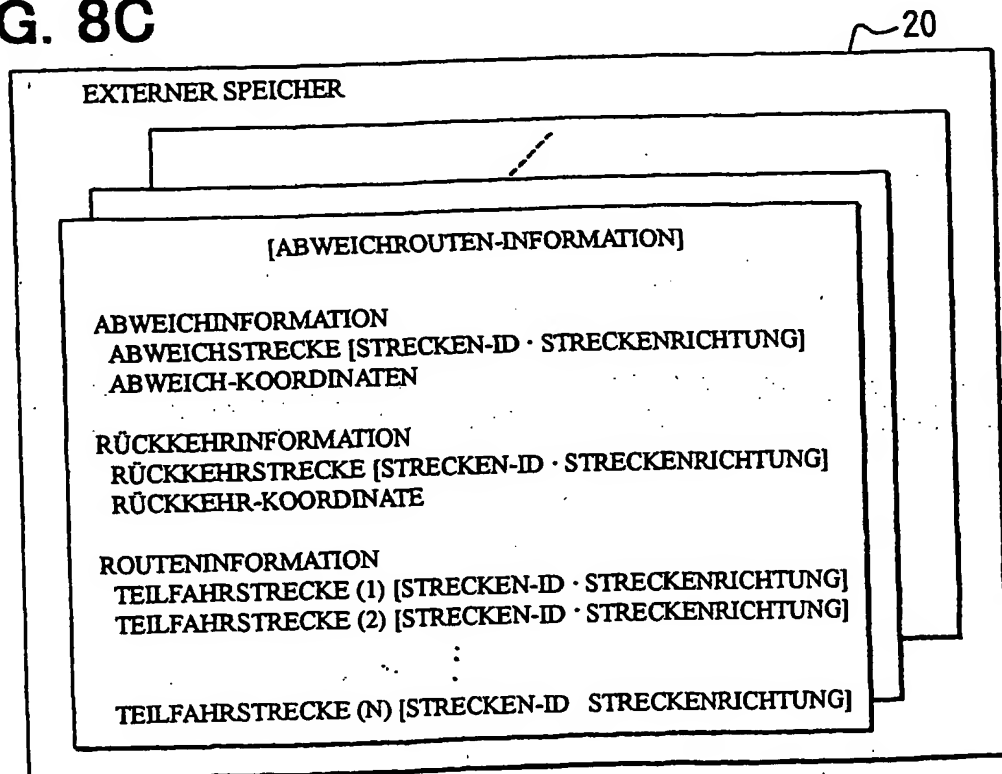 G. 8C
20
EXTERNER SPEICHER
[ABWEICHROUTEN-INFORMATION]
ABWEICHINFORMATION
ABWEICHSTRECKE [STRECKEN-ID · STRECKENRICHTUNG]
ABWEICH-KOORDINATEN
RÜCKKEHRINFORMATION
RÜCKKEHRSTRECKE [STRECKEN-ID · STRECKENRICHTUNG]
RÜCKKEHR-KOORDINATE
ROUTENINFORMATION
TEILFAHRSTRECKE (1) [STRECKEN-ID · STRECKENRICHTUNG]
TEILFAHRSTRECKE (2) [STRECKEN-ID · STRECKENRICHTUNG]
⋮
TEILFAHRSTRECKE (N) [STRECKEN-ID STRECKENRICHTUNG]